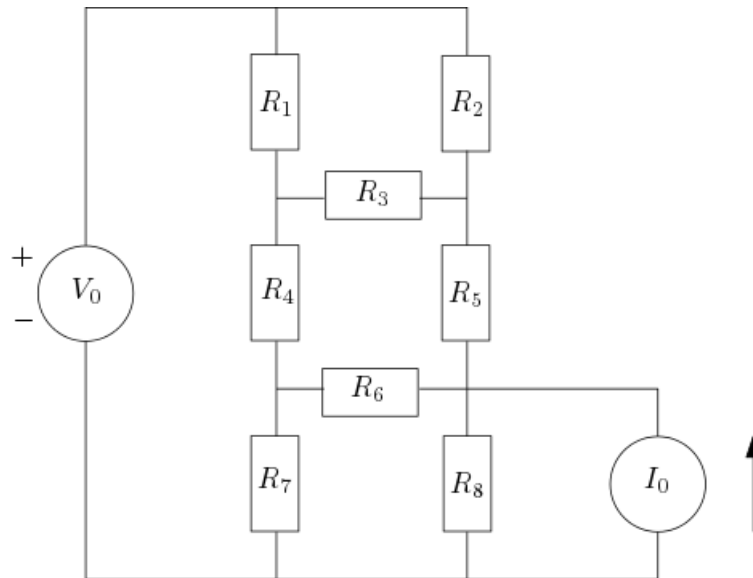 R₁
R₂
R₃
+
V₀
−
R₄
R₅
R₆
R₇
R₈
I₀